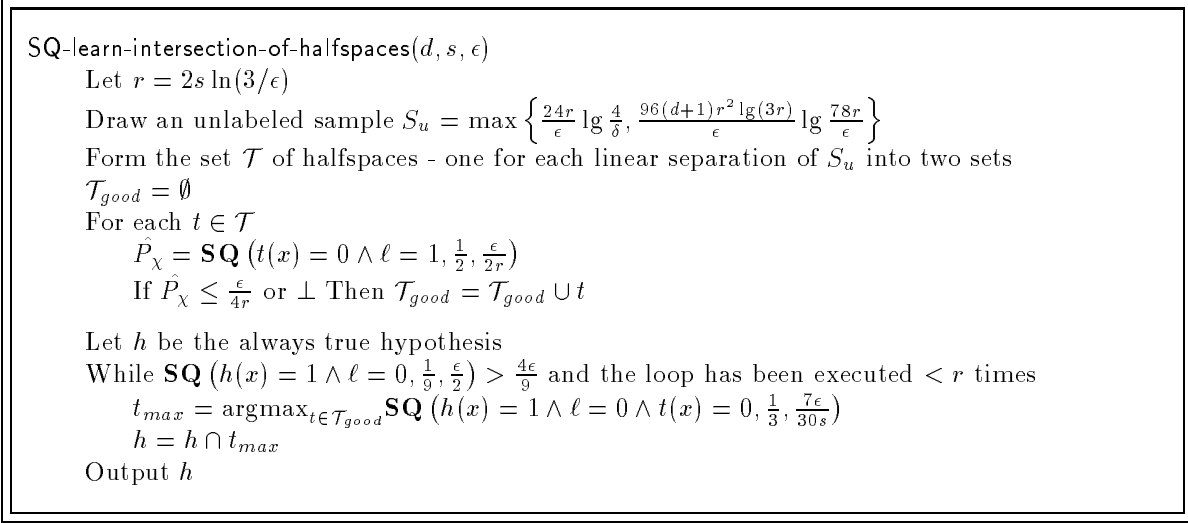 SQ-learn-intersection-of-halfspaces(d, s, ϵ)
Let r = 2s ln(3/ϵ)
Draw an unlabeled sample S_u = max { 24r/ϵ lg 4/δ, 96(d+1)r² lg(3r)/ϵ lg 78r/ϵ }
Form the set 𝒯 of halfspaces - one for each linear separation of S_u into two sets
𝒯_good = ∅
For each t ∈ 𝒯
P̂_χ = SQ (t(x) = 0 ∧ ℓ = 1, 1/2, ϵ/2r)
If P̂_χ ≤ ϵ/4r or ⊥ Then 𝒯_good = 𝒯_good ∪ t
Let h be the always true hypothesis
While SQ (h(x) = 1 ∧ ℓ = 0, 1/9, ϵ/2) > 4ϵ/9 and the loop has been executed < r times
t_max = argmax_{t∈𝒯_good} SQ (h(x) = 1 ∧ ℓ = 0 ∧ t(x) = 0, 1/3, 7ϵ/30s)
h = h ∩ t_max
Output h